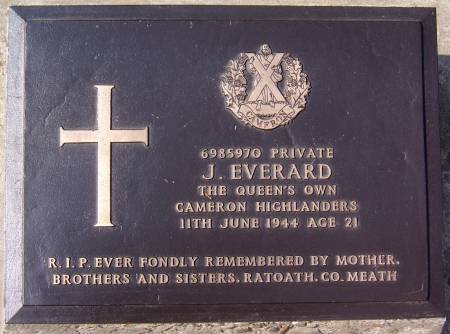 CAMERON
6985970 PRIVATE
J. EVERARD
THE QUEEN'S OWN
CAMERON HIGHLANDERS
11TH JUNE 1944 AGE 21
R.I.P. EVER FONDLY REMEMBERED BY MOTHER,
BROTHERS AND SISTERS. RATOATH. CO. MEATH